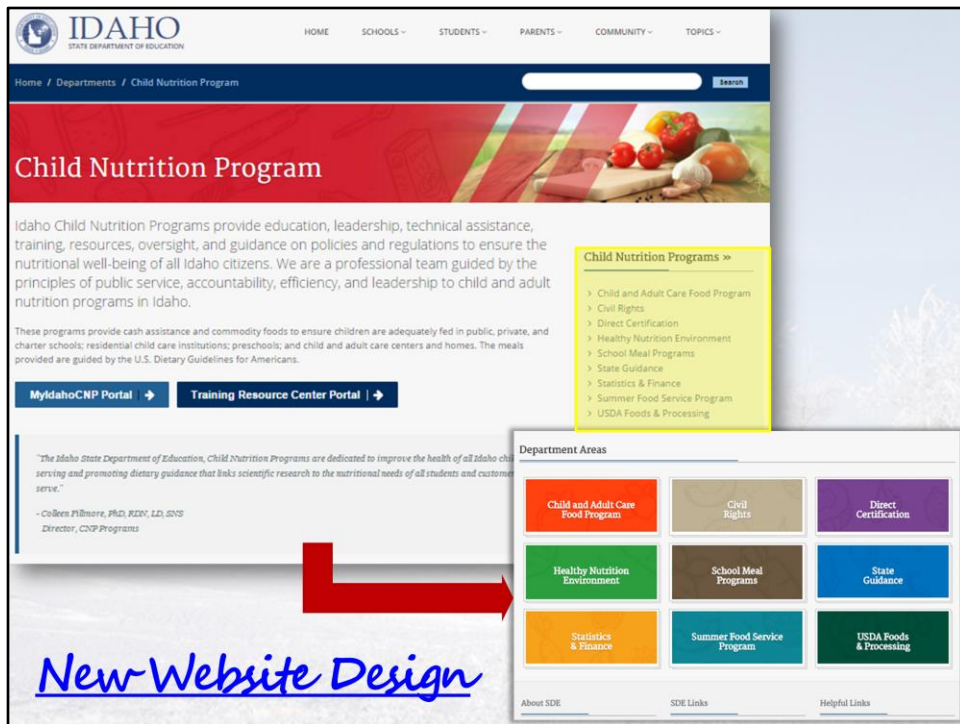 IDAHO
STATE DEPARTMENT OF EDUCATION
HOME SCHOOLS STUDENTS PARENTS COMMUNITY TOPICS
Home / Departments / Child Nutrition Program
Search
Child Nutrition Program
Idaho Child Nutrition Programs provide education, leadership, technical assistance,
training, resources, oversight, and guidance on policies and regulations to ensure the
nutritional well-being of all Idaho citizens. We are a professional team guided by the
principles of public service, accountability, efficiency, and leadership to child and adult
nutrition programs in Idaho.
These programs provide cash assistance and commodity foods to ensure children are adequately fed in public, private, and
charter schools; residential child care institutions; preschools; and child and adult care centers and homes. The meals
provided are guided by the U.S. Dietary Guidelines for Americans.
MyIdahoCNP Portal | →
Training Resource Center Portal | →
Child Nutrition Programs »
> Child and Adult Care Food Program
> Civil Rights
> Direct Certification
> Healthy Nutrition Environment
> School Meal Programs
> State Guidance
> Statistics & Finance
> Summer Food Service Program
> USDA Foods & Processing
"The Idaho State Department of Education, Child Nutrition Programs are dedicated to improve the health of all Idaho
serving and promoting dietary guidance that links scientific research to the nutritional needs of all students and
serve."
- Colleen Fillmore, PhD, RDN, LD, SNS
Director, CNP Programs
Department Areas
Child and Adult Care
Food Program
Civil
Rights
Direct
Certification
Healthy Nutrition
Environment
School Meal
Programs
State
Guidance
Statistics
& Finance
Summer Food Service
Program
USDA Foods
& Processing
About SDE
SDE Links
Helpful Links
New Website Design